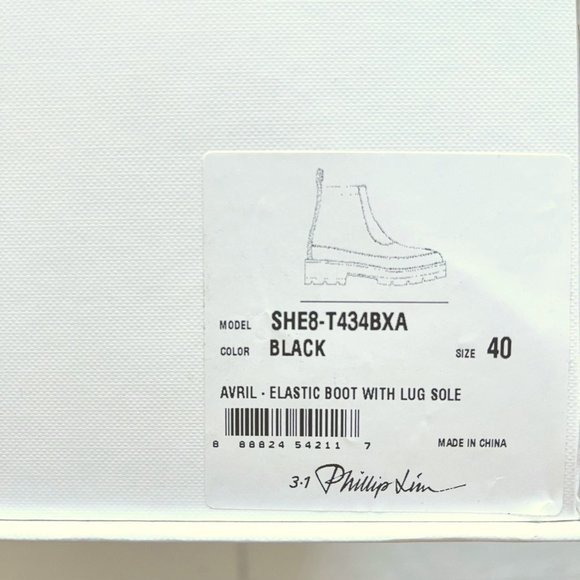 MODEL SHE8-T434BXA
COLOR BLACK SIZE 40
AVRIL - ELASTIC BOOT WITH LUG SOLE
8 88824 54211 7
MADE IN CHINA
3·1 Phillip Lim